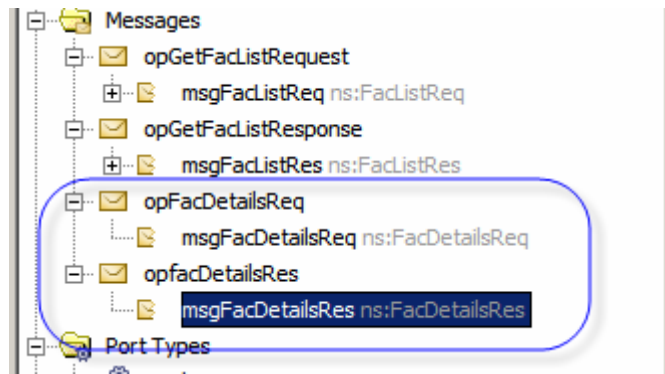 Messages
opGetFacListRequest
msgFacListReq ns:FacListReq
opGetFacListResponse
msgFacListRes ns:FacListRes
opFacDetailsReq
msgFacDetailsReq ns:FacDetailsReq
opfacDetailsRes
msgFacDetailsRes ns:FacDetailsRes
Port Types